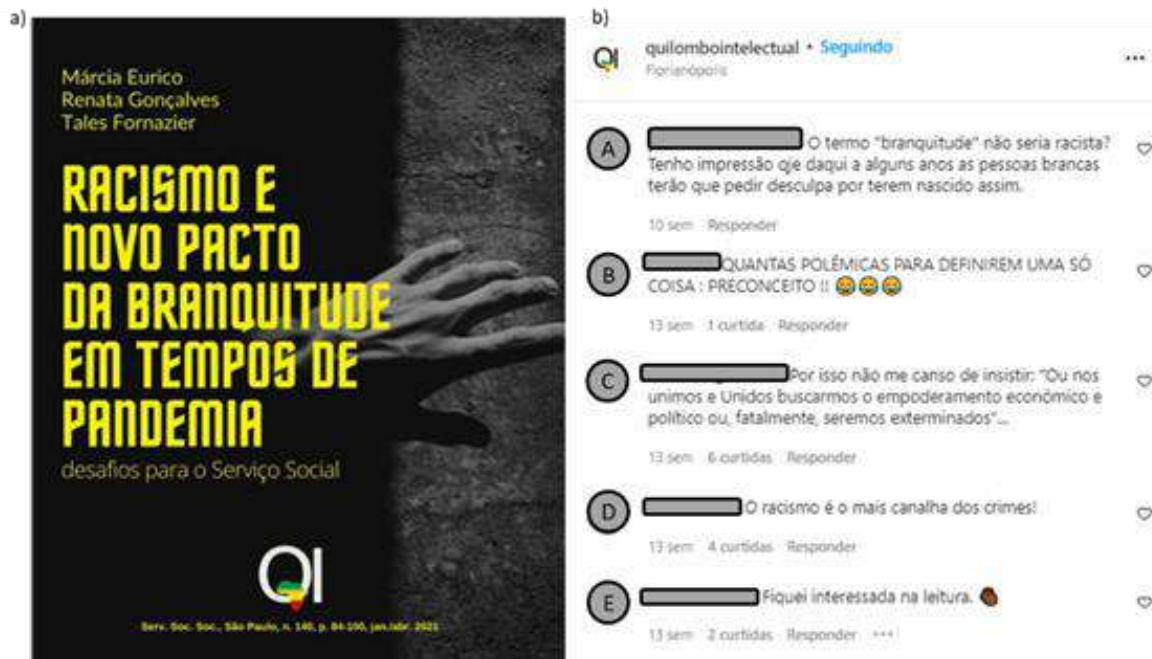 a)
Márcia Eurico
Renata Gonçalves
Tales Fornazier
RACISMO E
NOVO PACTO
DA BRANQUITUDE
EM TEMPOS DE
PANDEMIA
desafios para o Serviço Social
QI
Serv. Soc. Soc., São Paulo, n. 140, p. 84-100, jan./abr. 2021
b)
QI
quilombointelectual • Seguindo
Florianópolis
A
O termo "branquitude" não seria racista?
Tenho impressão qje daqui a alguns anos as pessoas brancas
terão que pedir desculpa por terem nascido assim.
10 sem Responder
B
QUANTAS POLÊMICAS PARA DEFINIREM UMA SÓ
COISA : PRECONCEITO !! 😂😂😂
13 sem 1 curtida Responder
C
Por isso não me canso de insistir: "Ou nos
unimos e Unidos buscarmos o empoderamento econômico e
político ou, fatalmente, seremos exterminados"...
13 sem 6 curtidas Responder
D
O racismo é o mais canalha dos crimes!
13 sem 4 curtidas Responder
E
Fiquei interessada na leitura.
13 sem 2 curtidas Responder •••